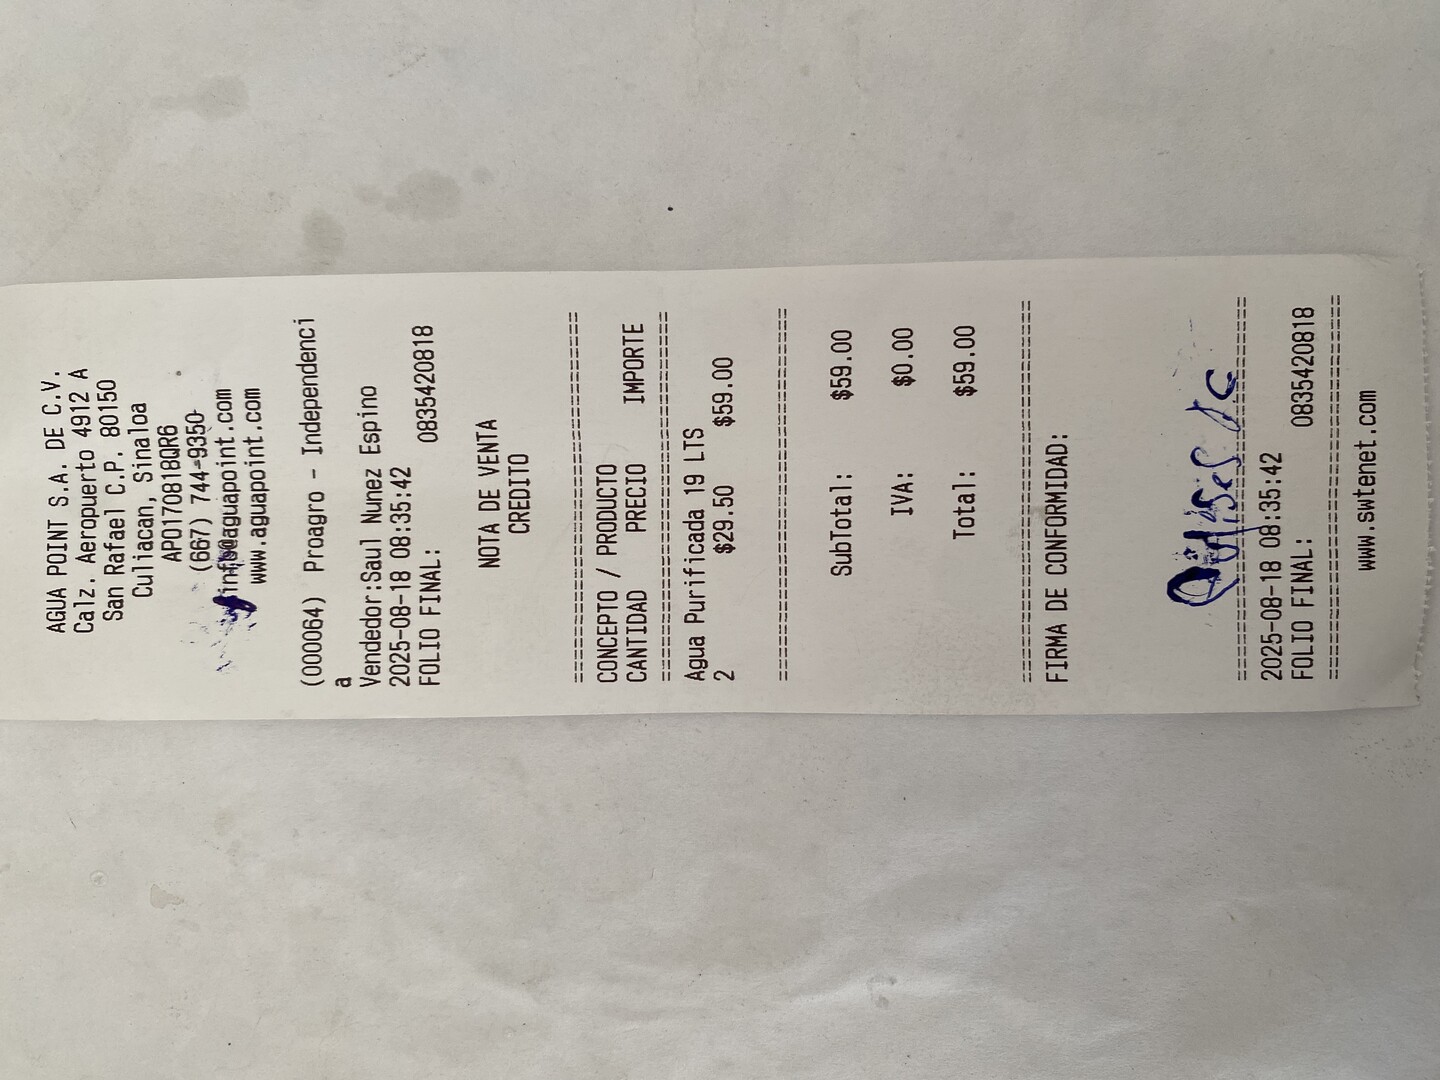 AGUA POINT S.A. DE C.V.
Calz. Aeropuerto 4912 A
San Rafael C.P. 80150
Culiacan, Sinaloa
APO170818QR6
(667) 744-9350
info@aguapoint.com
www.aguapoint.com
(000064) Proagro - Independenci
a
Vendedor:Saul Nunez Espino
2025-08-18 08:35:42
FOLIO FINAL: 0835420818
NOTA DE VENTA
CREDITO
================================
CONCEPTO / PRODUCTO
CANTIDAD PRECIO IMPORTE
================================
Agua Purificada 19 LTS
2 $29.50 $59.00
================================
SubTotal: $59.00
IVA: $0.00
Total: $59.00
================================
FIRMA DE CONFORMIDAD:
================================
2025-08-18 08:35:42
FOLIO FINAL: 0835420818
================================
www.swtenet.com